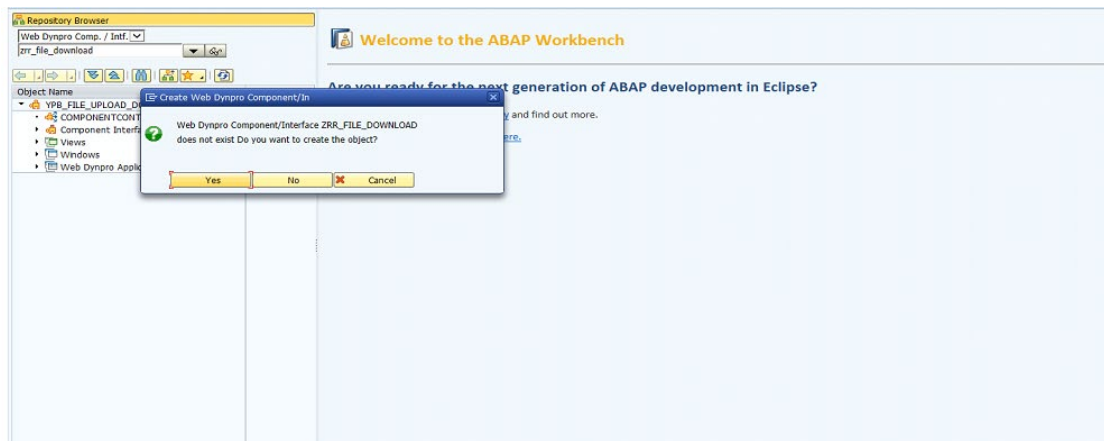 Repository Browser
Web Dynpro Comp. / Intf.
zrr_file_download
Object Name
YPB_FILE_UPLOAD_
COMPONENTCONT
Component Interf
Views
Windows
Web Dynpro Applic
Create Web Dynpro Component/In
Web Dynpro Component/Interface ZRR_FILE_DOWNLOAD
does not exist Do you want to create the object?
Yes
No
Cancel
Welcome to the ABAP Workbench
Are you ready for the next generation of ABAP development in Eclipse?
and find out more.
ere.